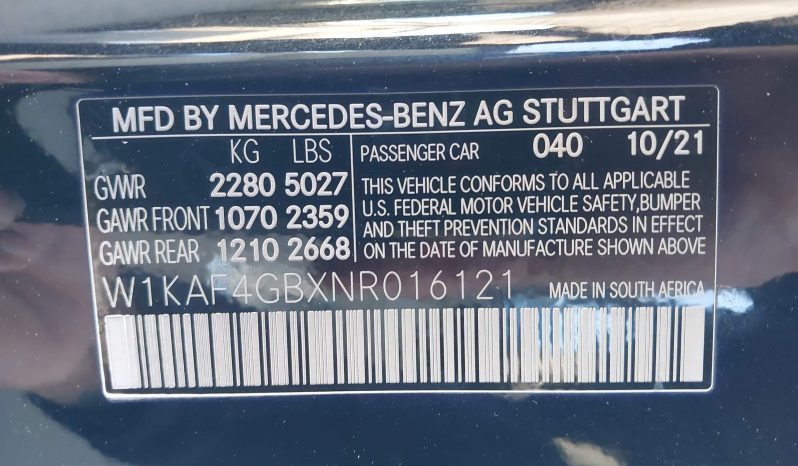 MFD BY MERCEDES-BENZ AG STUTTGART
KG LBS
GVWR 2280 5027
GAWR FRONT 1070 2359
GAWR REAR 1210 2668
PASSENGER CAR 040 10/21
THIS VEHICLE CONFORMS TO ALL APPLICABLE
U.S. FEDERAL MOTOR VEHICLE SAFETY,BUMPER
AND THEFT PREVENTION STANDARDS IN EFFECT
ON THE DATE OF MANUFACTURE SHOWN ABOVE
W1KAF4GBXNR016121 MADE IN SOUTH AFRICA